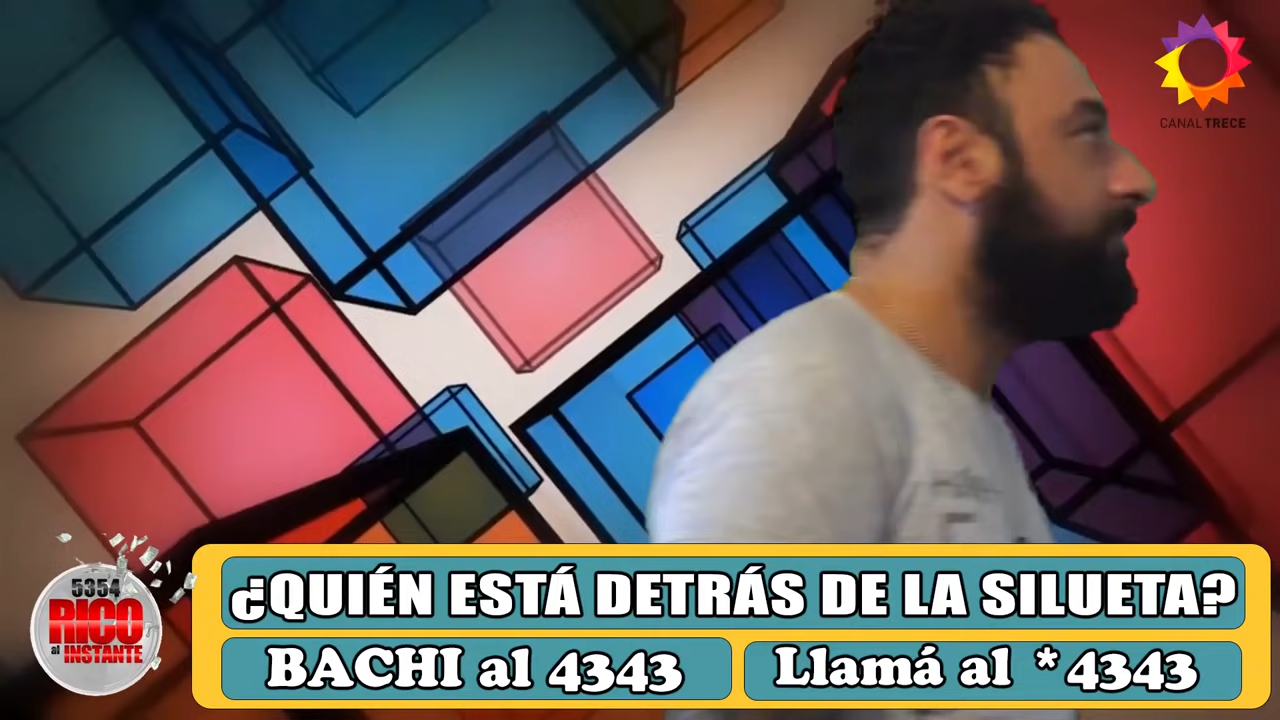 CANAL TRECE
5354
RICO
al INSTANTE
¿QUIÉN ESTÁ DETRÁS DE LA SILUETA?
BACHI al 4343
Llamá al *4343